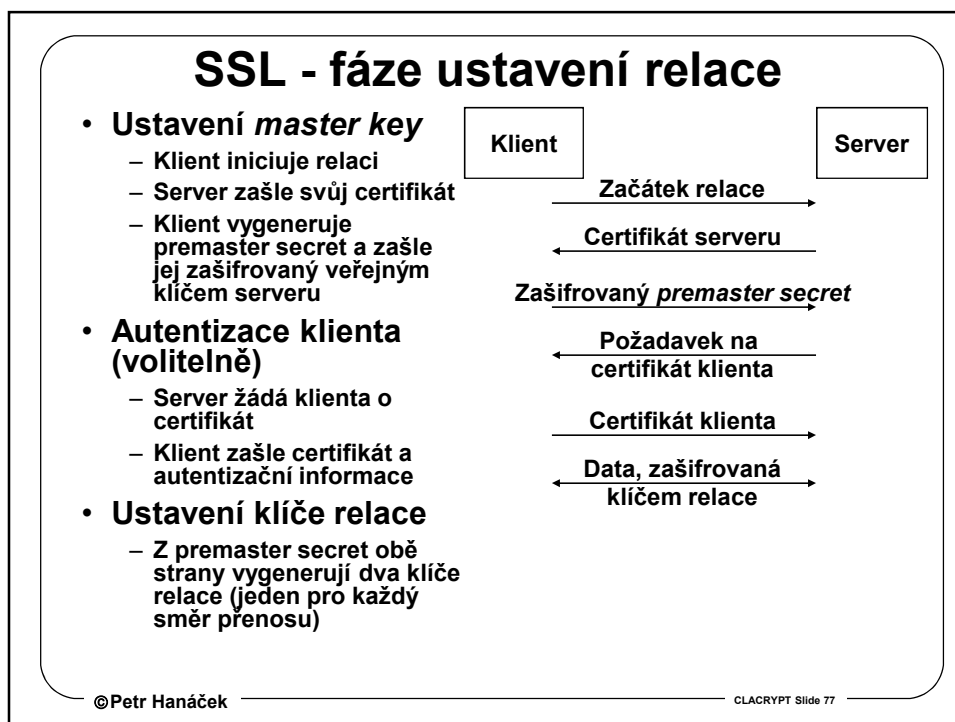 SSL - fáze ustavení relace
• Ustavení master key
– Klient iniciuje relaci
– Server zašle svůj certifikát
– Klient vygeneruje
premaster secret a zašle
jej zašifrovaný veřejným
klíčem serveru
• Autentizace klienta
(volitelně)
– Server žádá klienta o
certifikát
– Klient zašle certifikát a
autentizační informace
• Ustavení klíče relace
– Z premaster secret obě
strany vygenerují dva klíče
relace (jeden pro každý
směr přenosu)
Klient
Server
Začátek relace
Certifikát serveru
Zašifrovaný premaster secret
Požadavek na
certifikát klienta
Certifikát klienta
Data, zašifrovaná
klíčem relace
©Petr Hanáček
CLACRYPT Slide 77